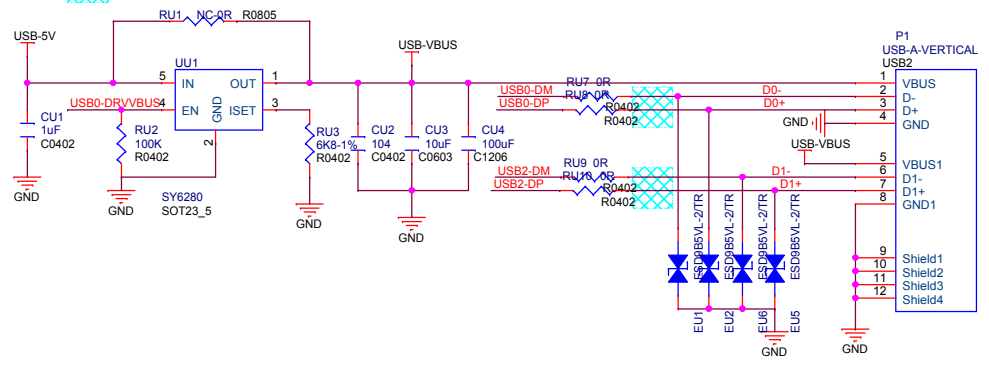 RU1 NC-0R R0805
USB-5V
UU1
5 IN OUT 1
USB0-DRVVBUS 4 EN GND ISET 3
2
CU1
1uF
C0402
RU2
100K
R0402
GND
GND
SY6280
SOT23_5
RU3
6K8-1%
R0402
GND
USB-VBUS
CU2
104
C0402
CU3
10uF
C0603
CU4
100uF
C1206
GND
USB0-DM RU7 0R D0-
USB0-DP RU8 0R D0+
R0402
R0402
USB2-DM RU9 0R D1-
USB2-DP RU10 0R D1+
R0402
R0402
ESD9B5VL-2/TR
ESD9B5VL-2/TR
ESD9B5VL-2/TR
ESD9B5VL-2/TR
EU1
EU2
EU6
EU5
GND
P1
USB-A-VERTICAL
USB2
1 VBUS
2 D-
3 D+
GND 4 GND
USB-VBUS
5 VBUS1
6 D1-
7 D1+
8 GND1
9 Shield1
10 Shield2
11 Shield3
12 Shield4
GND